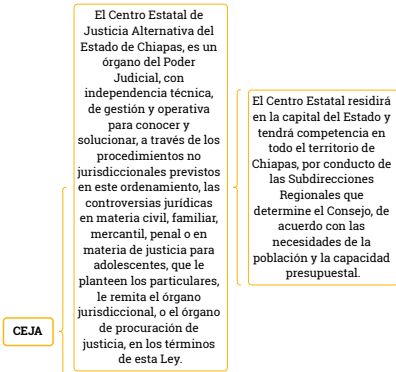 El Centro Estatal de
Justicia Alternativa del
Estado de Chiapas, es un
órgano del Poder
Judicial, con
independencia técnica,
de gestión y operativa
para conocer y
solucionar, a través de los
procedimientos no
jurisdiccionales previstos
en este ordenamiento, las
controversias jurídicas
en materia civil, familiar,
mercantil, penal o en
materia de justicia para
adolescentes, que le
planteen los particulares,
le remita el órgano
jurisdiccional, o el órgano
de procuración de
justicia, en los términos
de esta Ley.
El Centro Estatal residirá
en la capital del Estado y
tendrá competencia en
todo el territorio de
Chiapas, por conducto de
las Subdirecciones
Regionales que
determine el Consejo, de
acuerdo con las
necesidades de la
población y la capacidad
presupuestal.
CEJA